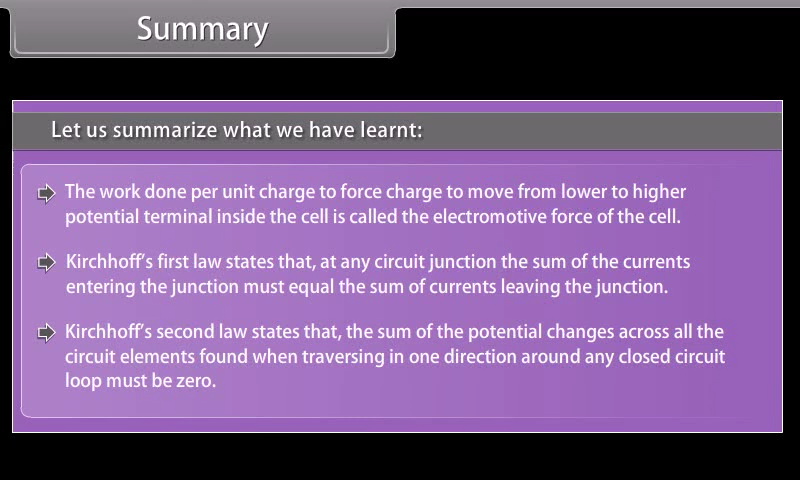 Summary
Let us summarize what we have learnt:
The work done per unit charge to force charge to move from lower to higher
potential terminal inside the cell is called the electromotive force of the cell.
Kirchhoff's first law states that, at any circuit junction the sum of the currents
entering the junction must equal the sum of currents leaving the junction.
Kirchhoff's second law states that, the sum of the potential changes across all the
circuit elements found when traversing in one direction around any closed circuit
loop must be zero.